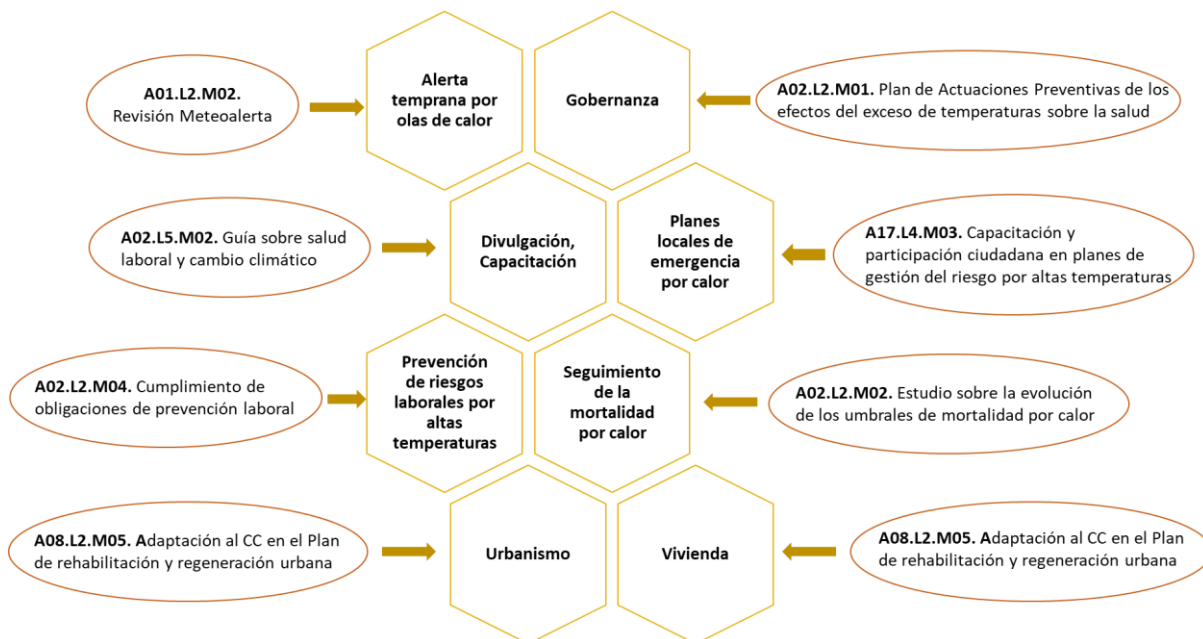 A01.L2.M02.
Revisión Meteoalerta
Alerta
temprana por
olas de calor
Gobernanza
A02.L2.M01. Plan de Actuaciones Preventivas de los
efectos del exceso de temperaturas sobre la salud
A02.L5.M02. Guía sobre salud
laboral y cambio climático
Divulgación,
Capacitación
Planes
locales de
emergencia
por calor
A17.L4.M03. Capacitación y
participación ciudadana en planes de
gestión del riesgo por altas temperaturas
A02.L2.M04. Cumplimiento de
obligaciones de prevención laboral
Prevención
de riesgos
laborales por
altas
temperaturas
Seguimiento
de la
mortalidad
por calor
A02.L2.M02. Estudio sobre la evolución
de los umbrales de mortalidad por calor
A08.L2.M05. Adaptación al CC en el Plan
de rehabilitación y regeneración urbana
Urbanismo
Vivienda
A08.L2.M05. Adaptación al CC en el Plan
de rehabilitación y regeneración urbana